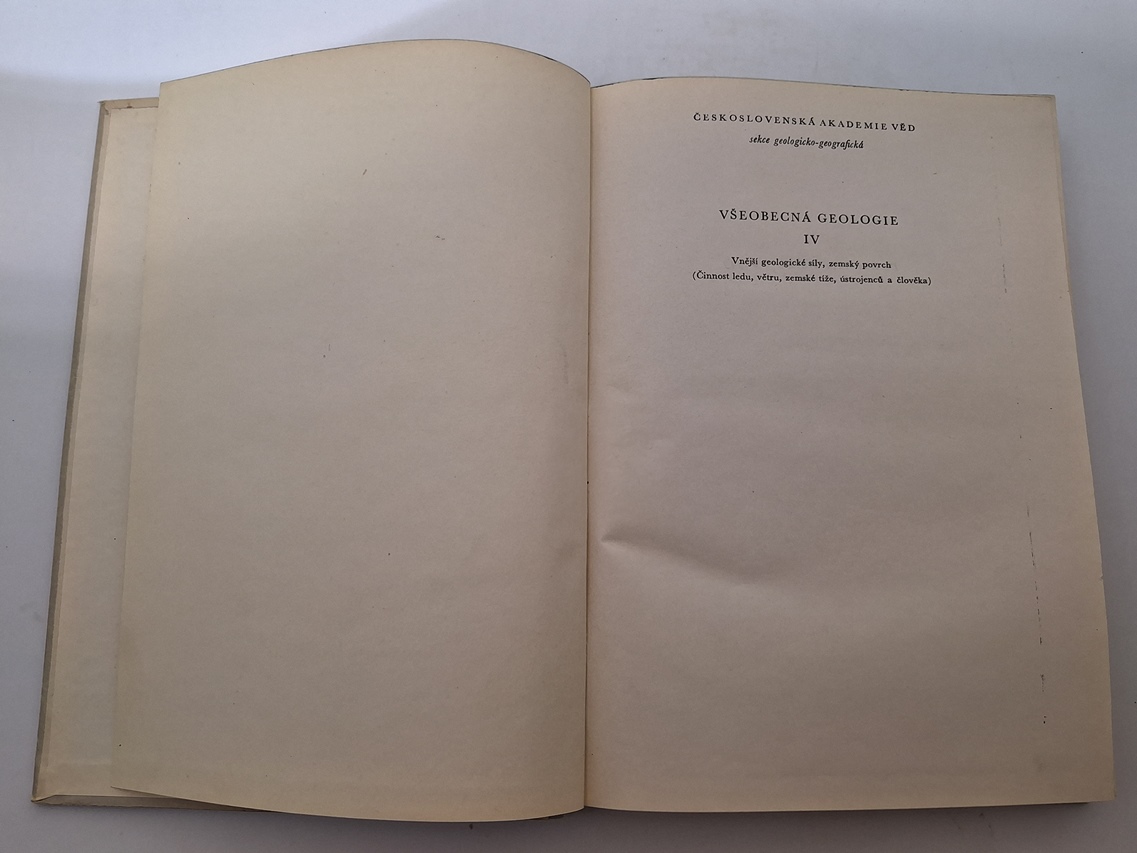 ČESKOSLOVENSKÁ AKADEMIE VĚD
sekce geologicko-geografická
VŠEOBECNÁ GEOLOGIE
IV
Vnější geologické síly, zemský povrch
(Činnost ledu, větru, zemské tíže, ústrojenců a člověka)